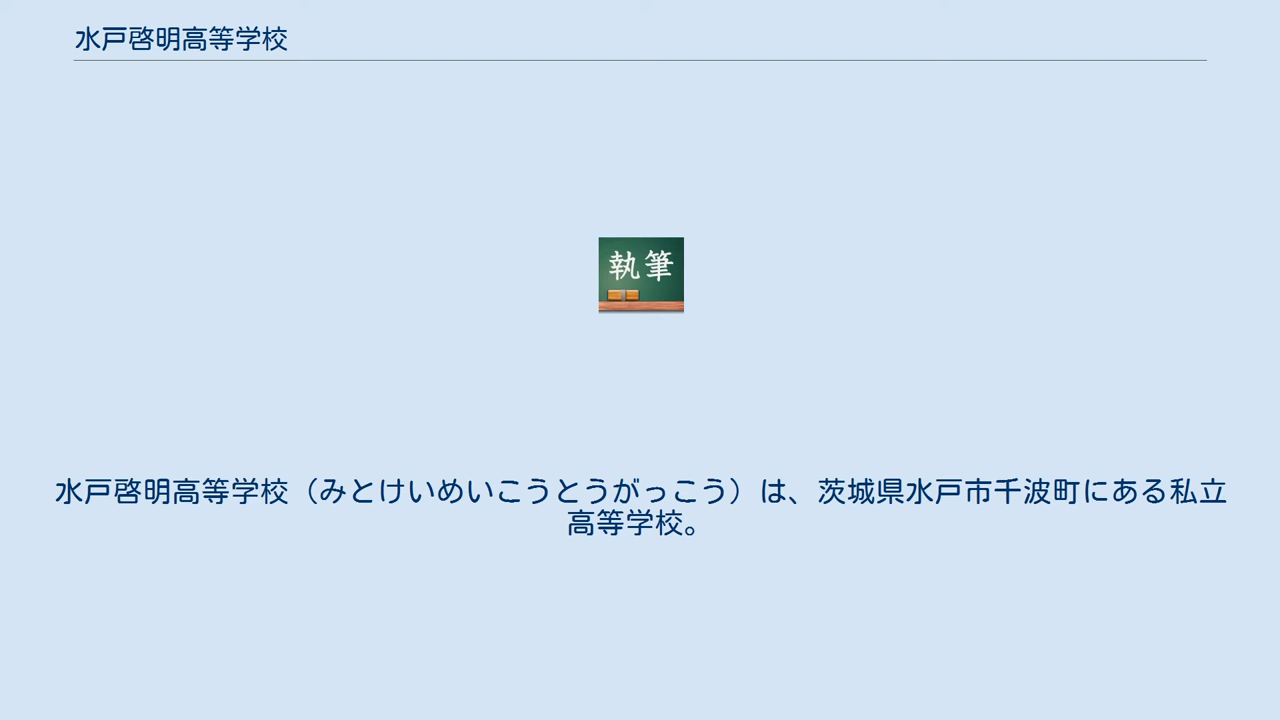 水戸啓明高等学校
執筆
水戸啓明高等学校（みとけいめいこうとうがっこう）は、茨城県水戸市千波町にある私立
高等学校。